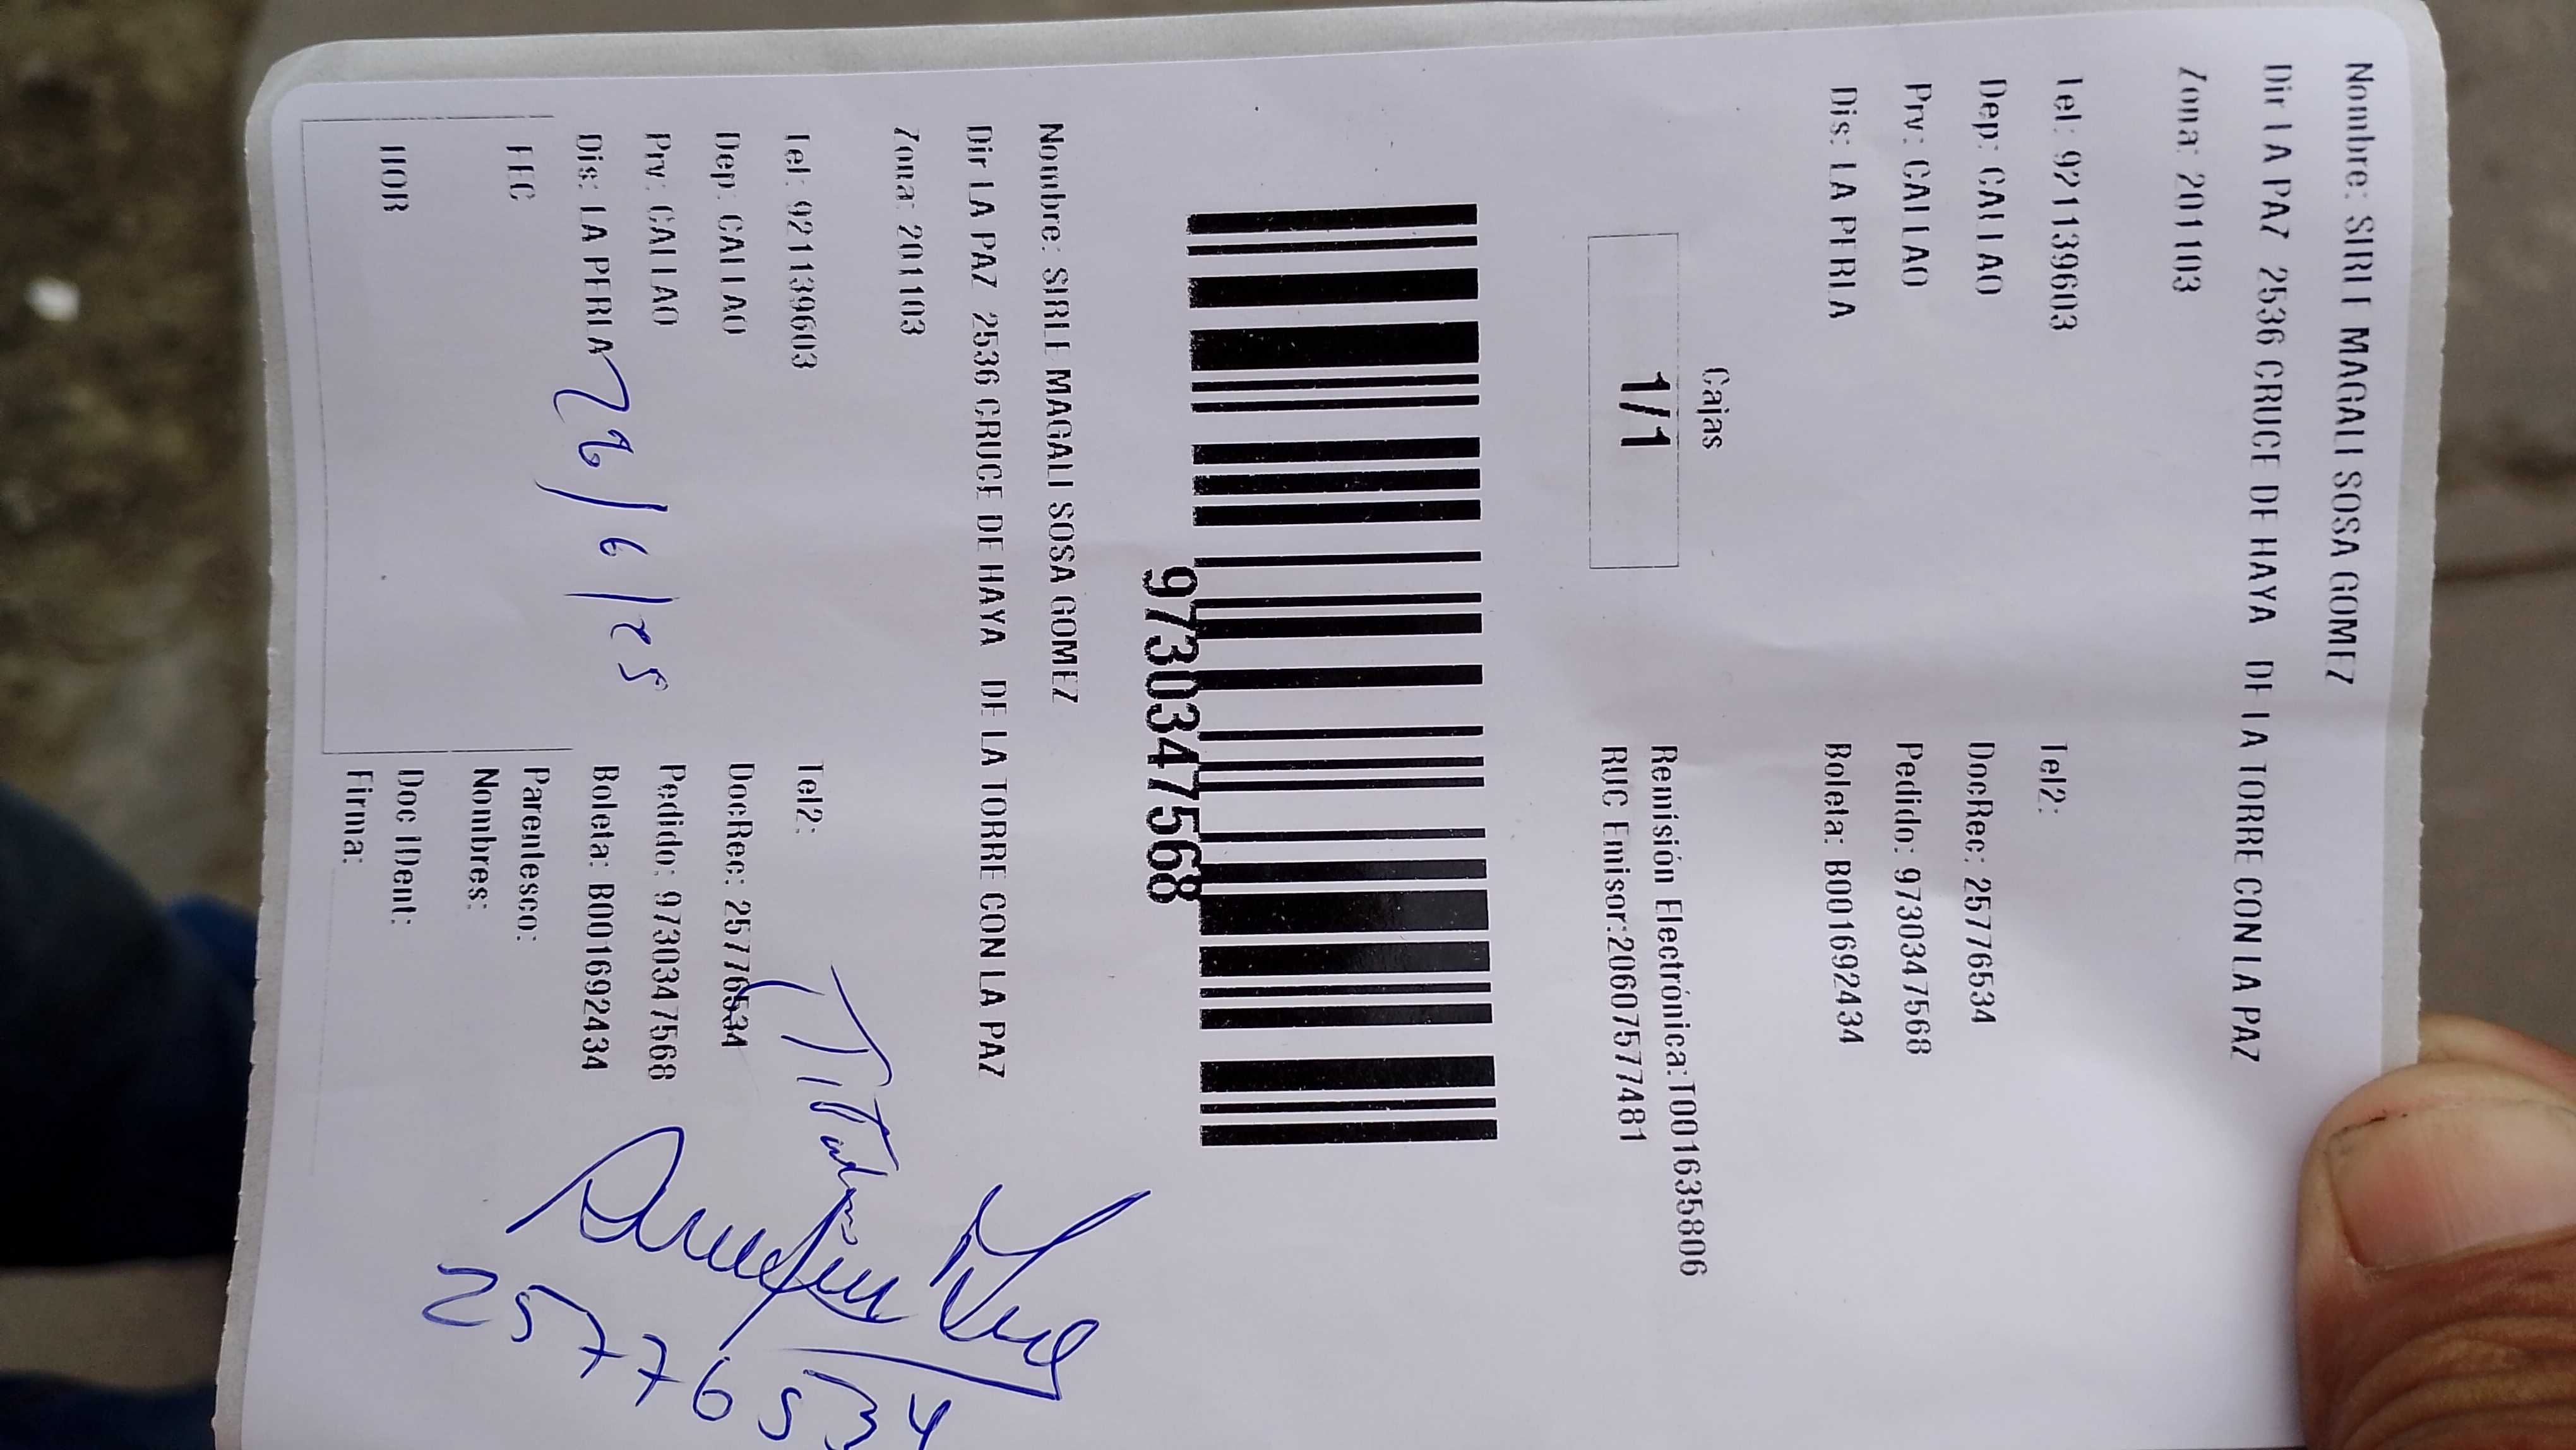 Nombre: SIRLE MAGALI SOSA GOMEZ
Dir LA PAZ 2536 CRUCE DE HAYA DE LA TORRE CON LA PAZ
Zona: 201103
Tel: 921139603 Tel2:
Dep: CALLAO DocRec: 25776534
Prv: CALLAO Pedido: 9730347568
Dis: LA PERLA Boleta: B001692434
Cajas
1/1
Remisión Electrónica:T001635806
RUC Emisor:20607577481
9730347568
Nombre: SIRLE MAGALI SOSA GOMEZ
Dir LA PAZ 2536 CRUCE DE HAYA DE LA TORRE CON LA PAZ
Zona: 201103
Tel: 921139603 Tel2:
Dep: CALLAO DocRec: 25776534
Prv: CALLAO Pedido: 9730347568
Dis: LA PERLA Boleta: B001692434
26/6/25
FEC
HOR
Parentesco:
Nombres:
Doc IDent:
Firma:
Titular
25776534